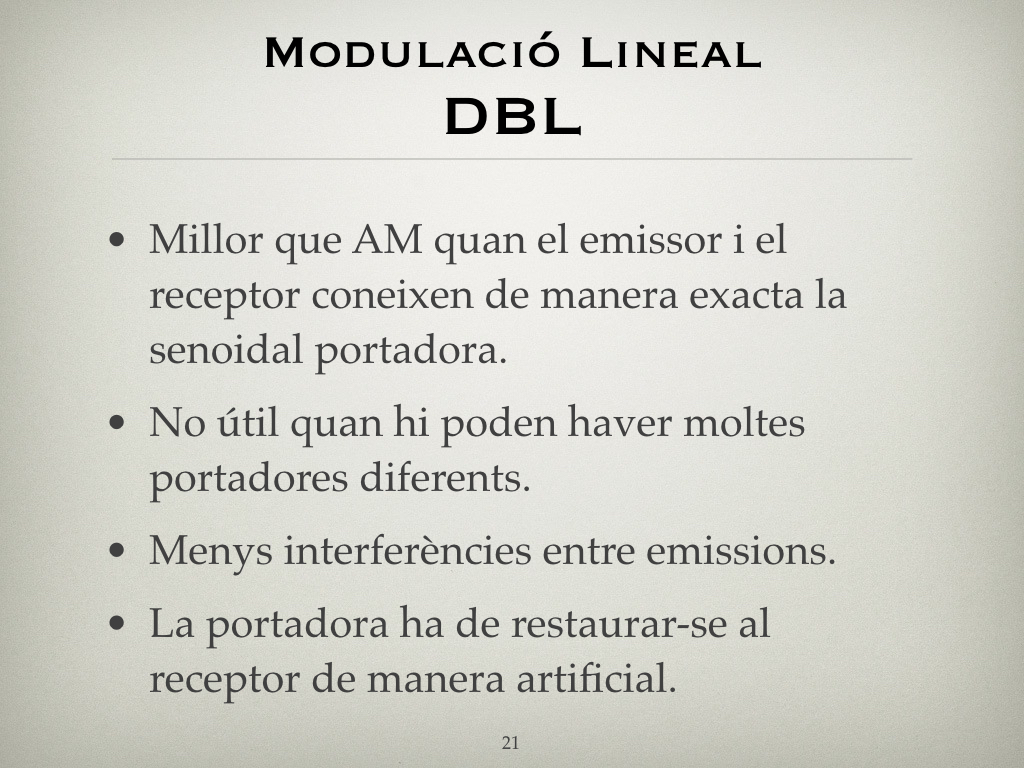 Modulació Lineal
DBL
• Millor que AM quan el emissor i el
receptor coneixen de manera exacta la
senoidal portadora.
• No útil quan hi poden haver moltes
portadores diferents.
• Menys interferències entre emissions.
• La portadora ha de restaurar-se al
receptor de manera artificial.
21